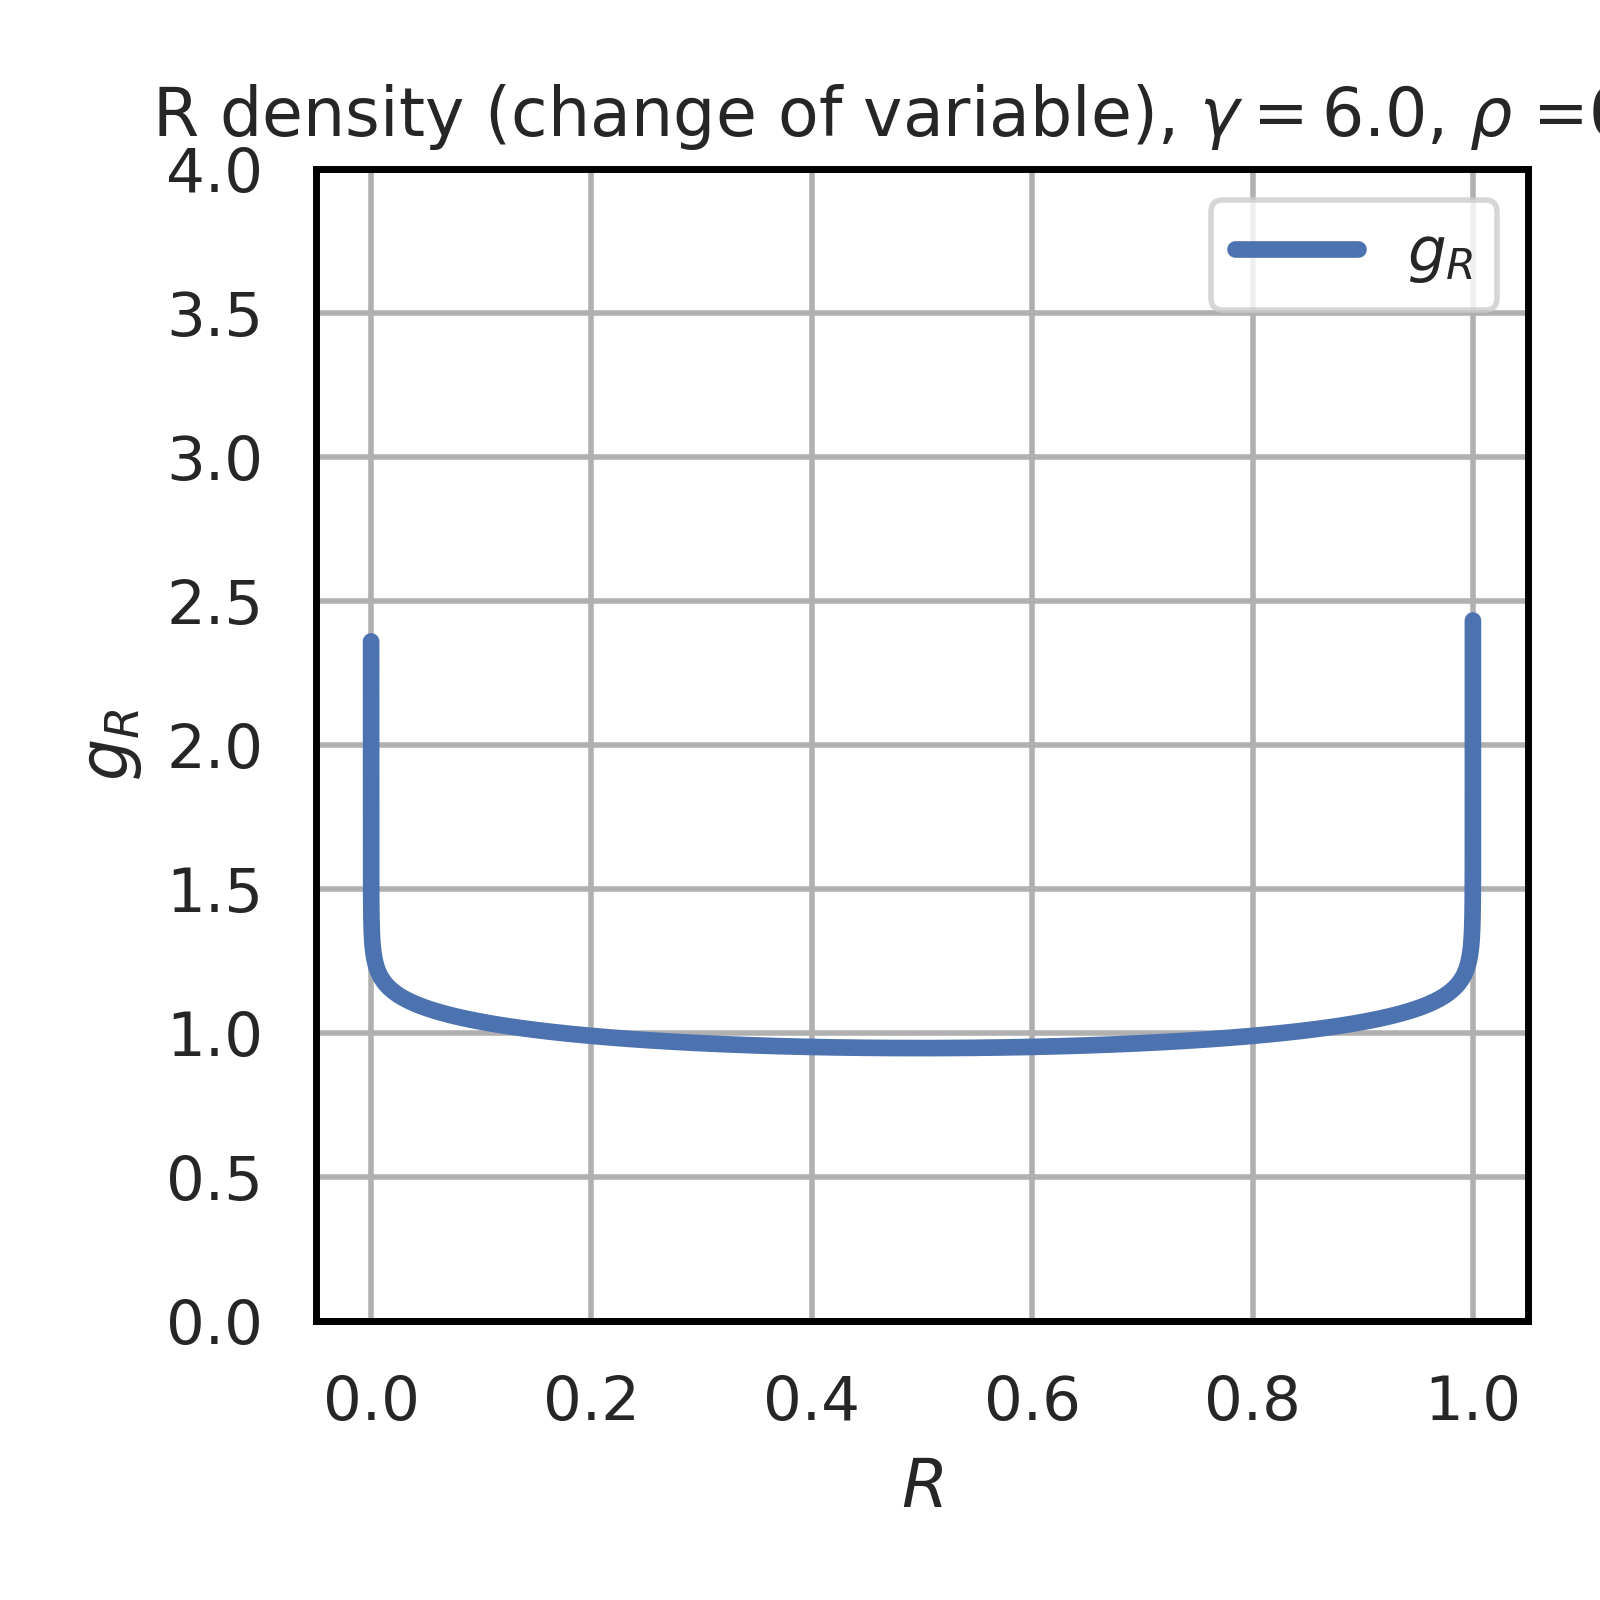 R density (change of variable), γ = 6.0, ρ =
4.0
3.5
3.0
2.5
2.0
1.5
1.0
0.5
0.0
g_R
g_R
0.0 0.2 0.4 0.6 0.8 1.0
R